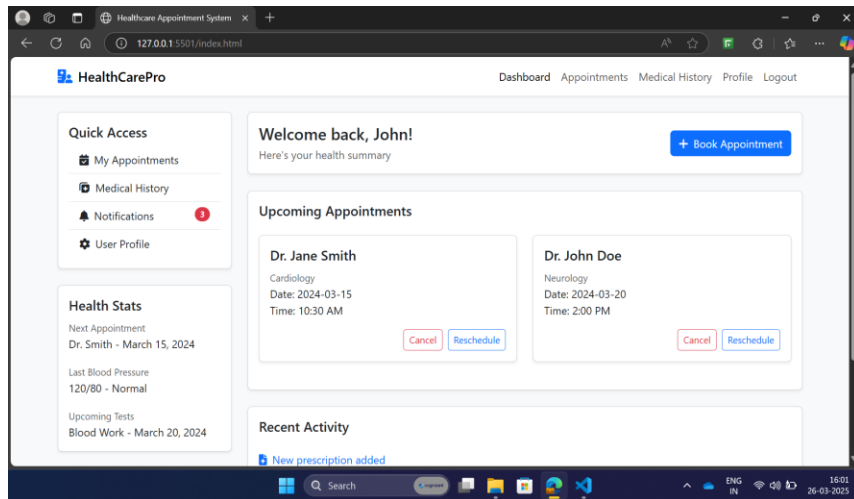 Healthcare Appointment System
127.0.0.1:5501/index.html
HealthCarePro
Dashboard Appointments Medical History Profile Logout
Quick Access
My Appointments
Medical History
Notifications 3
User Profile
Health Stats
Next Appointment
Dr. Smith - March 15, 2024
Last Blood Pressure
120/80 - Normal
Upcoming Tests
Blood Work - March 20, 2024
Welcome back, John!
Here's your health summary
+ Book Appointment
Upcoming Appointments
Dr. Jane Smith
Cardiology
Date: 2024-03-15
Time: 10:30 AM
Cancel Reschedule
Dr. John Doe
Neurology
Date: 2024-03-20
Time: 2:00 PM
Cancel Reschedule
Recent Activity
New prescription added
Search
ENG
IN
16:01
26-03-2025